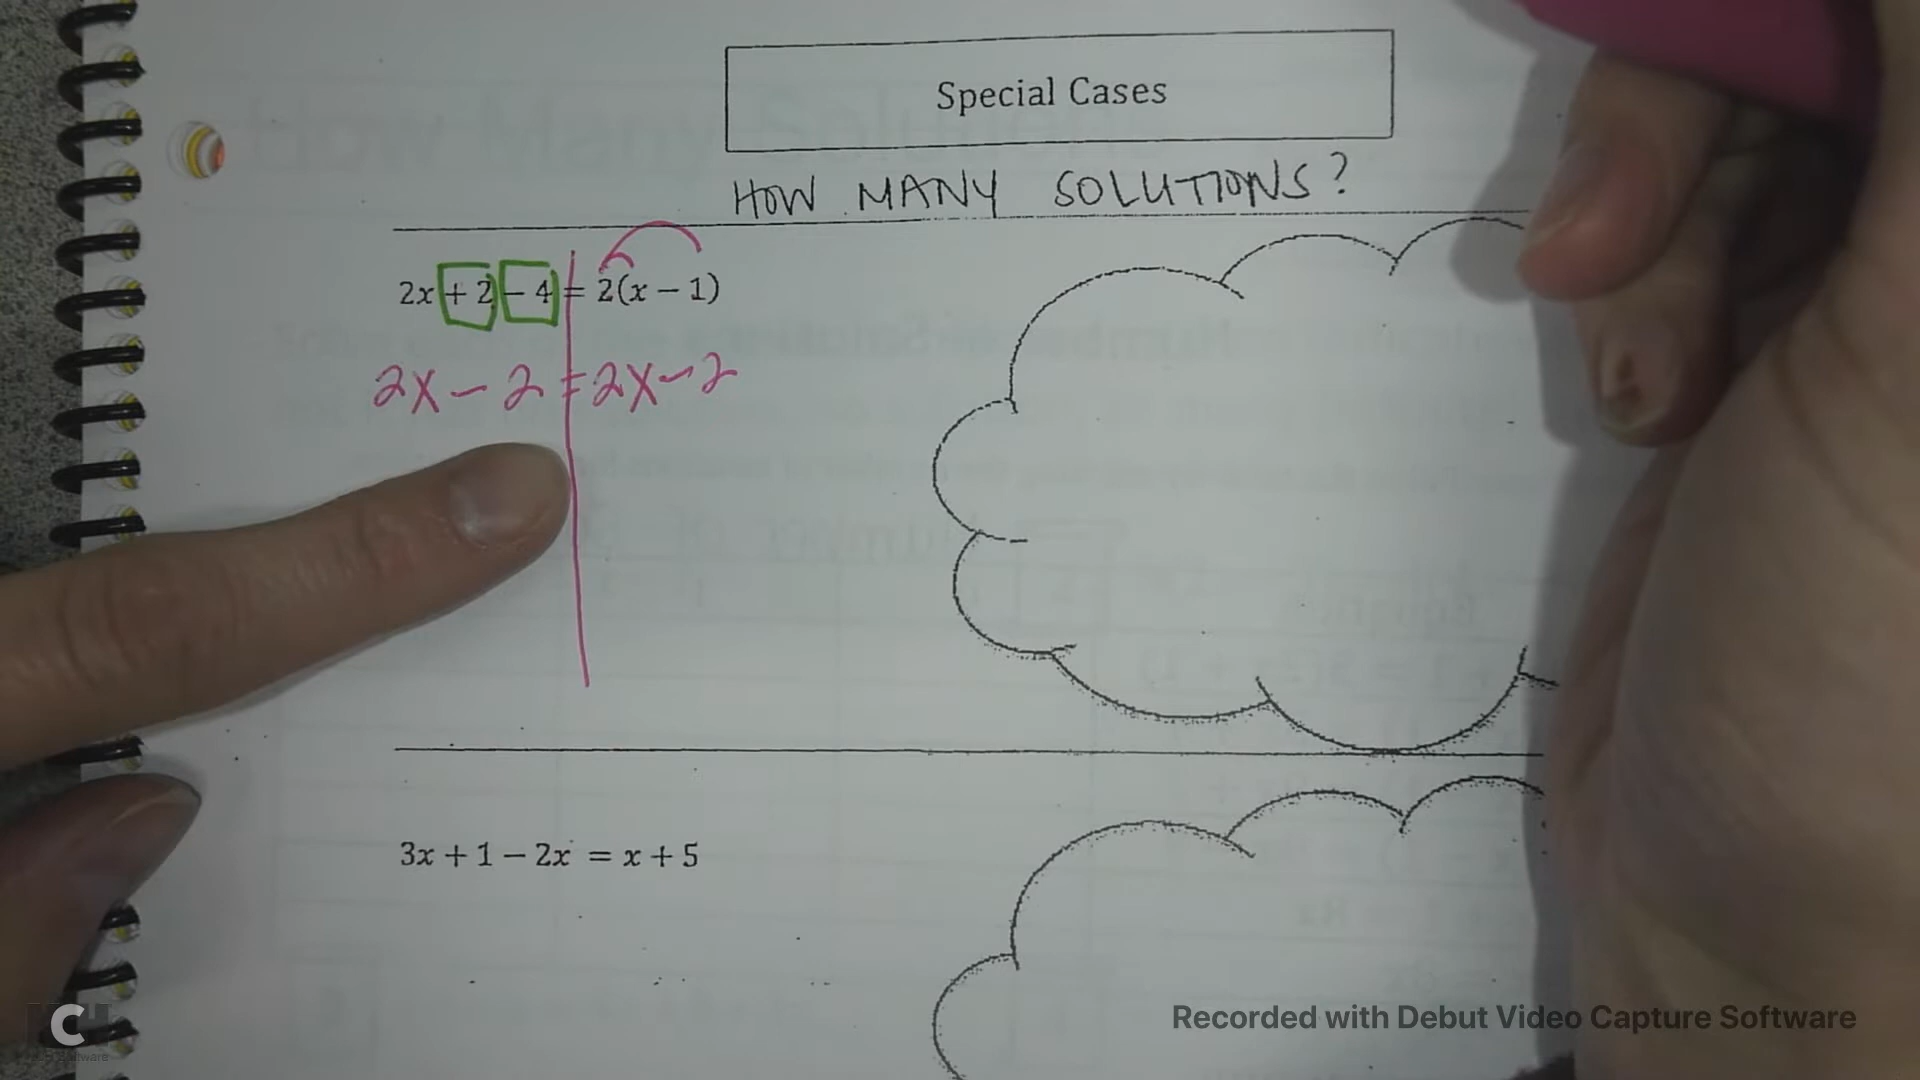 Special Cases
HOW MANY SOLUTIONS?
2x + 2 − 4 = 2(x − 1)
2x − 2 = 2x − 2
3x + 1 − 2x = x + 5
Recorded with Debut Video Capture Software